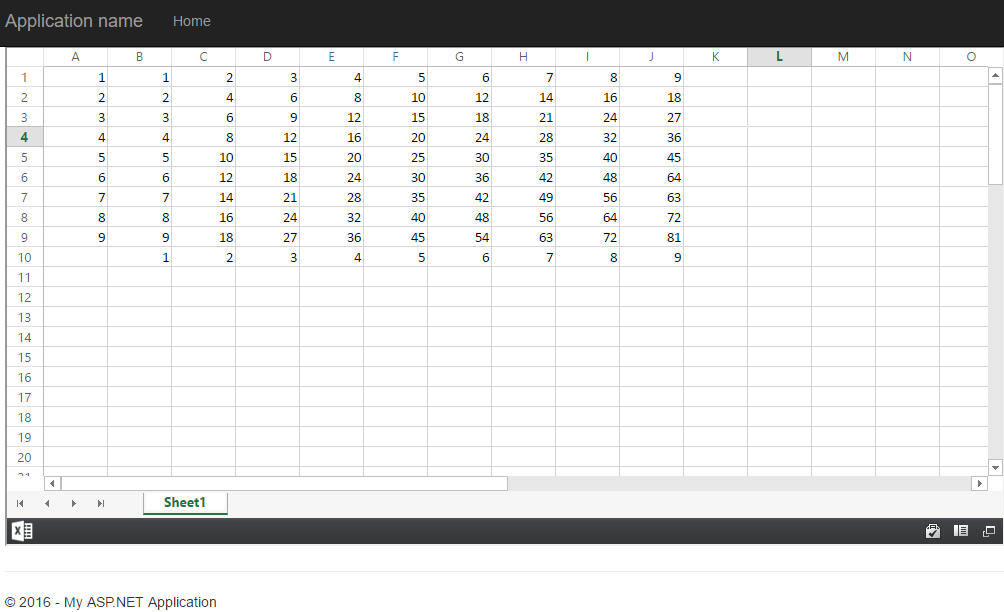 Application name Home
A B C D E F G H I J K L M N O
1 1 1 2 3 4 5 6 7 8 9
2 2 2 4 6 8 10 12 14 16 18
3 3 3 6 9 12 15 18 21 24 27
4 4 4 8 12 16 20 24 28 32 36
5 5 5 10 15 20 25 30 35 40 45
6 6 6 12 18 24 30 36 42 48 64
7 7 7 14 21 28 35 42 49 56 63
8 8 8 16 24 32 40 48 56 64 72
9 9 9 18 27 36 45 54 63 72 81
10 1 2 3 4 5 6 7 8 9
11
12
13
14
15
16
17
18
19
20
Sheet1
© 2016 - My ASP.NET Application